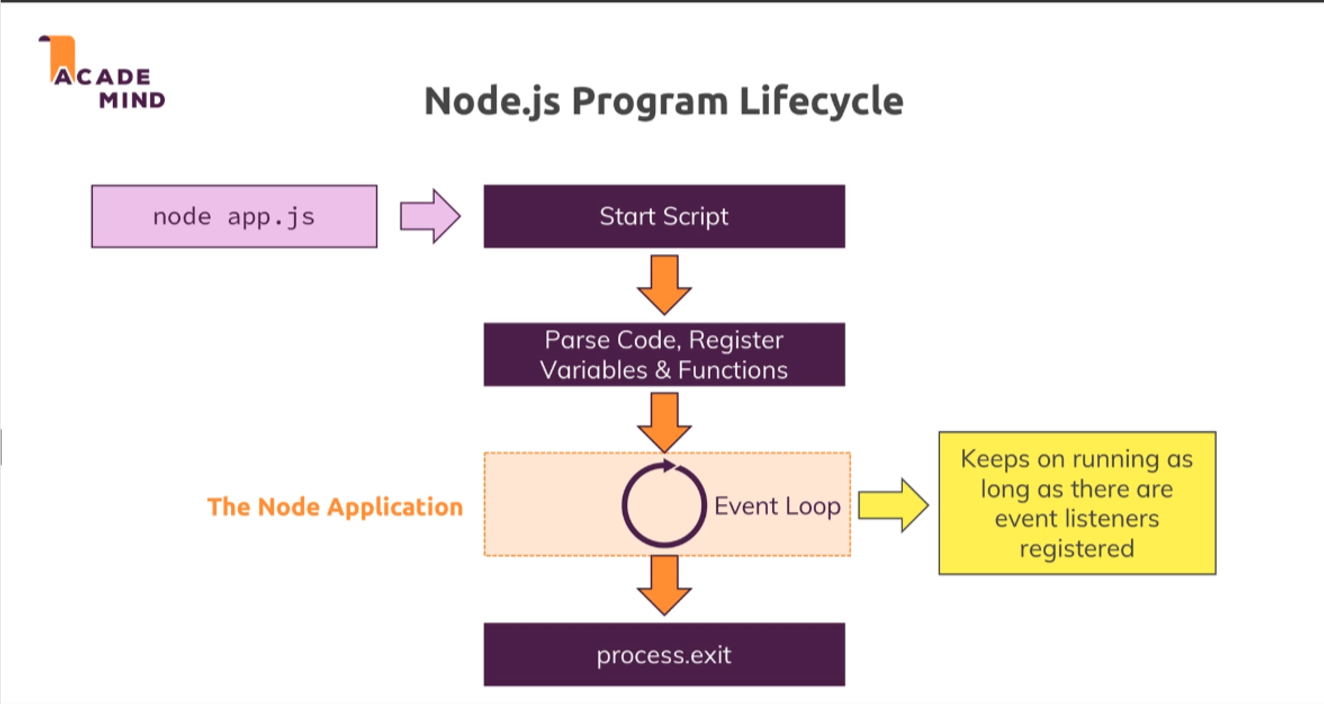 ACADE
MIND
Node.js Program Lifecycle
node app.js
Start Script
Parse Code, Register
Variables & Functions
The Node Application
Event Loop
Keeps on running as
long as there are
event listeners
registered
process.exit